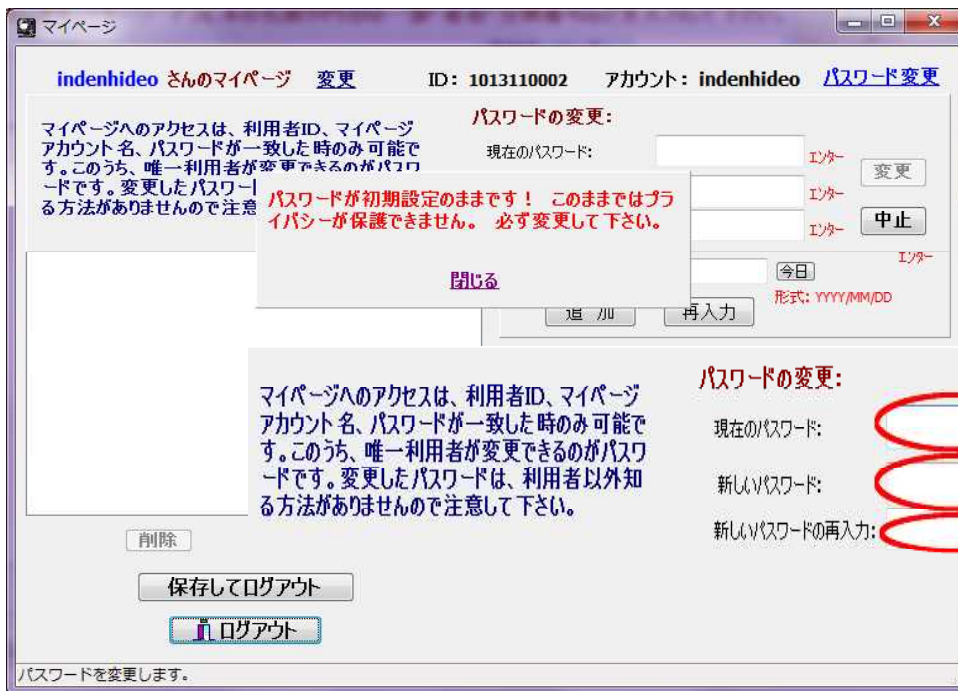 マイページ
indenhideo さんのマイページ 変更 ID: 1013110002 アカウント: indenhideo パスワード変更
マイページへのアクセスは、利用者ID、マイページ
アカウント名、パスワードが一致した時のみ可能で
す。このうち、唯一利用者が変更できるのがパスワ
ードです。変更したパスワー
る方法がありませんので注意
パスワードの変更:
現在のパスワード:
エンター
エンター
エンター
変更
中止
パスワードが初期設定のままです! このままではプラ
イバシーが保護できません。 必ず変更して下さい。
閉じる
エンター
今日
形式: YYYY/MM/DD
追 加
再入力
マイページへのアクセスは、利用者ID、マイページ
アカウント名、パスワードが一致した時のみ可能で
す。このうち、唯一利用者が変更できるのがパスワ
ードです。変更したパスワードは、利用者以外知
る方法がありませんので注意して下さい。
パスワードの変更:
現在のパスワード:
新しいパスワード:
新しいパスワードの再入力:
削除
保存してログアウト
ログアウト
パスワードを変更します。